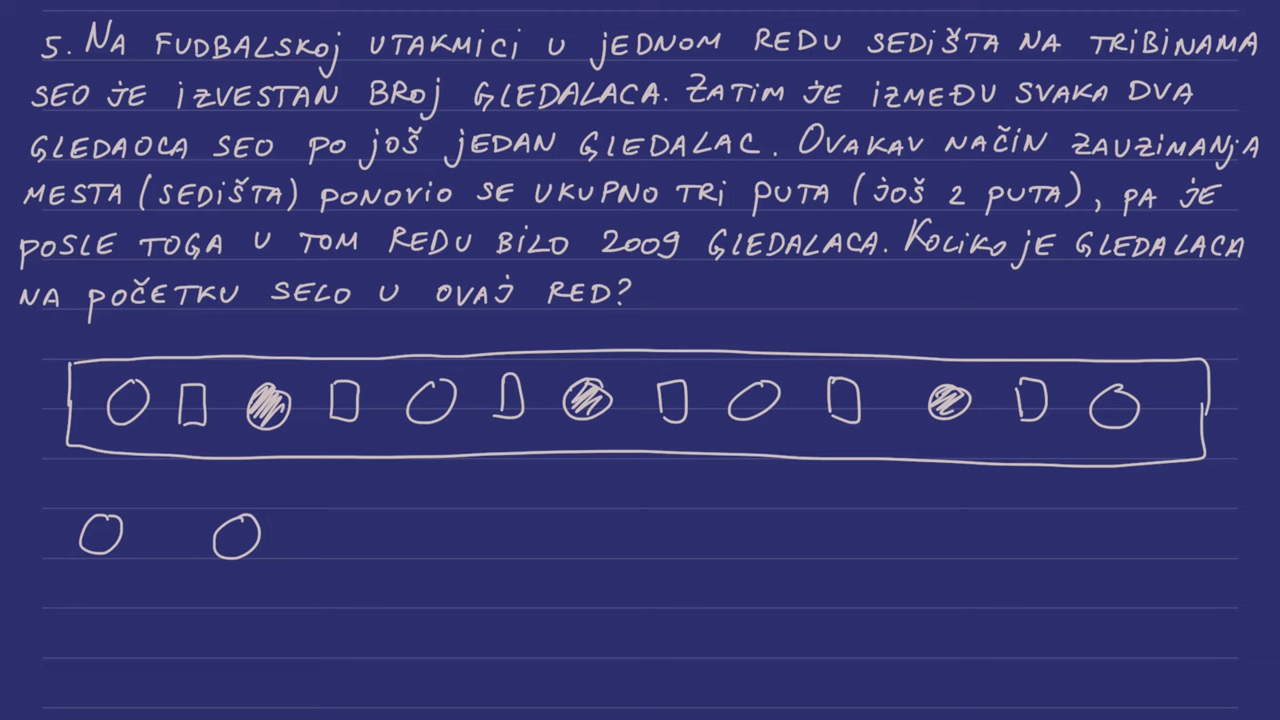 5. NA FUDBALSKOJ UTAKMICI U JEDNOM REDU SEDIŠTA NA TRIBINAMA
SEO JE IZVESTAN BROJ GLEDALACA. ZATIM JE IZMEĐU SVAKA DVA
GLEDAOCA SEO PO JOŠ JEDAN GLEDALAC. OVAKAV NAČIN ZAUZIMANJA
MESTA (SEDIŠTA) PONOVIO SE UKUPNO TRI PUTA (JOŠ 2 PUTA), PA JE
POSLE TOGA U TOM REDU BILO 2009 GLEDALACA. KOLIKO JE GLEDALACA
NA POČETKU SELO U OVAJ RED?